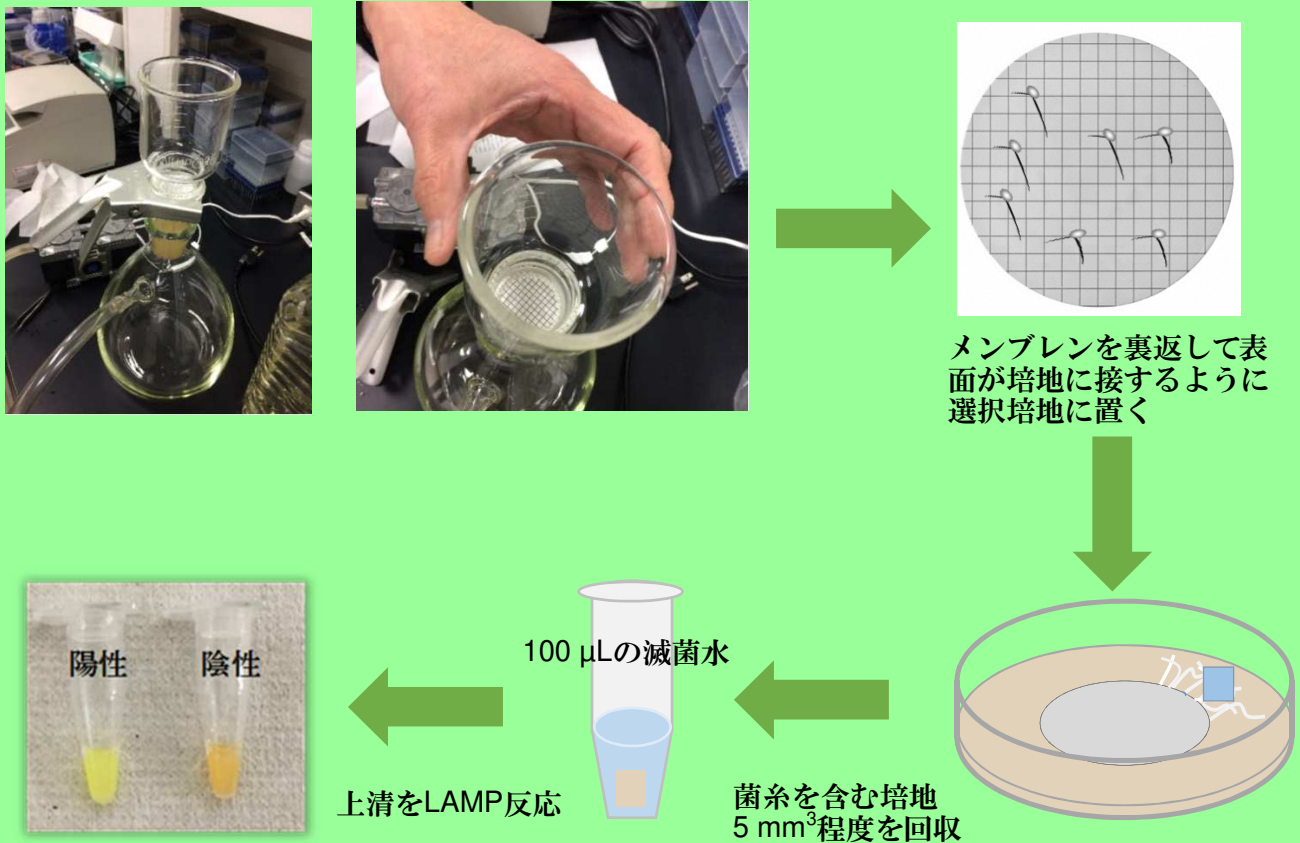 メンブレンを裏返して表
面が培地に接するように
選択培地に置く
菌糸を含む培地
5 mm³程度を回収
100 µLの滅菌水
上清をLAMP反応
陽性
陰性